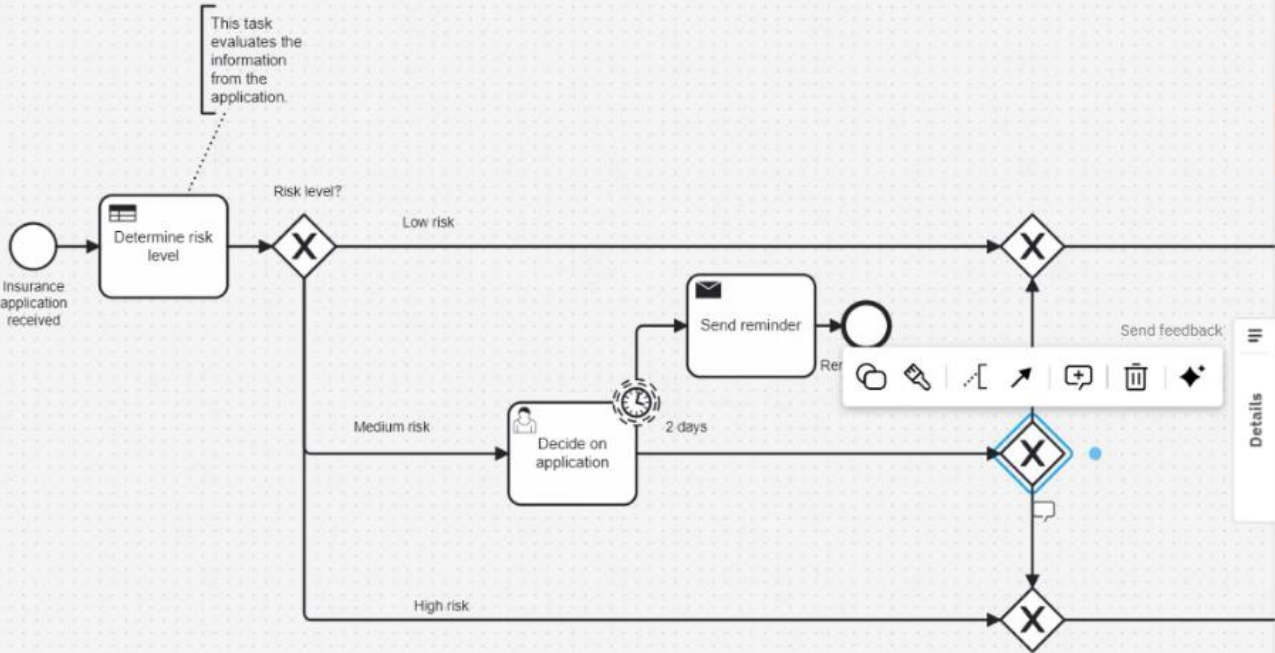 This task
evaluates the
information
from the
application.
Risk level?
Low risk
Determine risk
level
Insurance
application
received
Send reminder
Send feedback
Medium risk
2 days
Decide on
application
Details
High risk